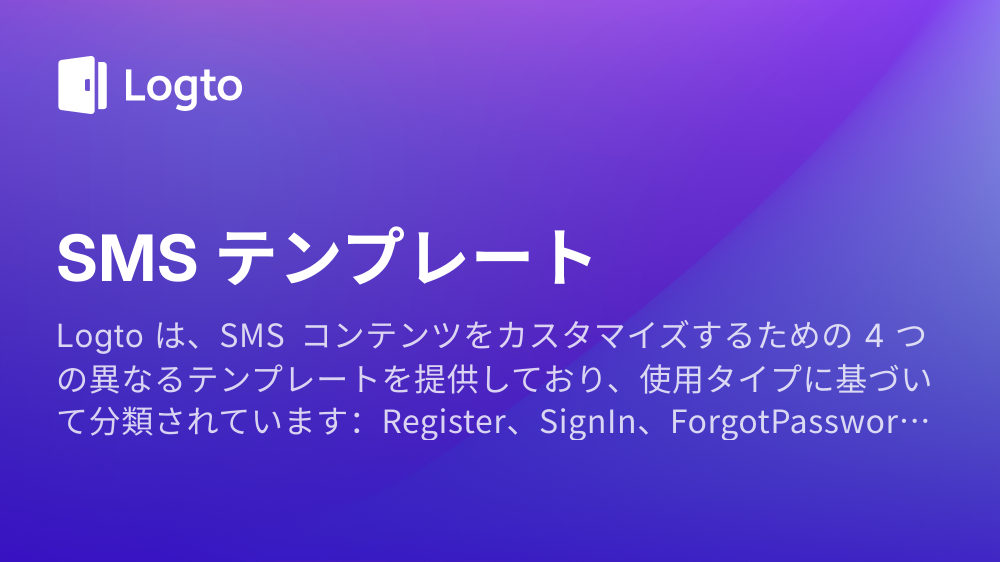 Logto
SMS テンプレート
Logto は、SMS コンテンツをカスタマイズするための 4 つ
の異なるテンプレートを提供しており、使用タイプに基づい
て分類されています：Register、SignIn、ForgotPasswor…